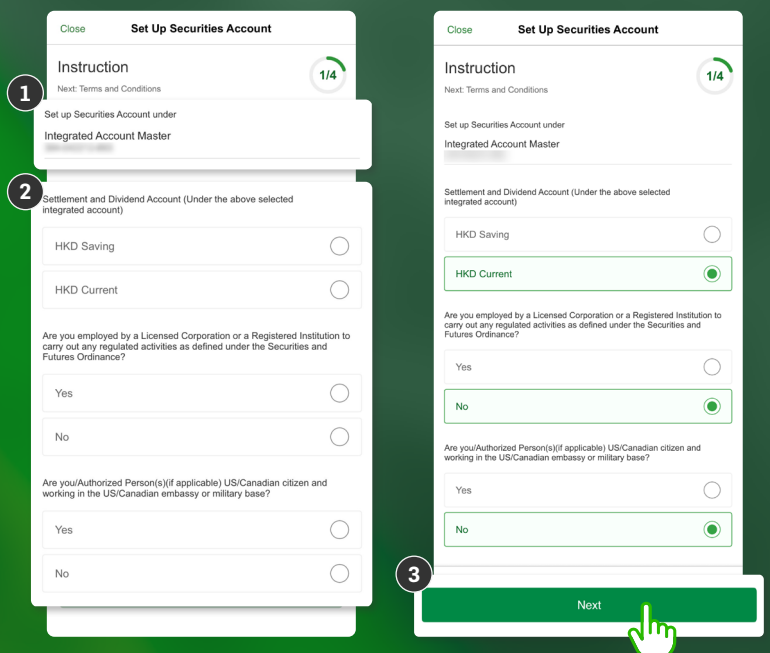 Close Set Up Securities Account
Instruction
1/4
Next: Terms and Conditions
1
Set up Securities Account under
Integrated Account Master
2
Settlement and Dividend Account (Under the above selected
integrated account)
HKD Saving
HKD Current
Are you employed by a Licensed Corporation or a Registered Institution to
carry out any regulated activities as defined under the Securities and
Futures Ordinance?
Yes
No
Are you/Authorized Person(s)(if applicable) US/Canadian citizen and
working in the US/Canadian embassy or military base?
Yes
No
Close Set Up Securities Account
Instruction
1/4
Next: Terms and Conditions
Set up Securities Account under
Integrated Account Master
Settlement and Dividend Account (Under the above selected
integrated account)
HKD Saving
HKD Current
Are you employed by a Licensed Corporation or a Registered Institution to
carry out any regulated activities as defined under the Securities and
Futures Ordinance?
Yes
No
Are you/Authorized Person(s)(if applicable) US/Canadian citizen and
working in the US/Canadian embassy or military base?
Yes
No
3
Next